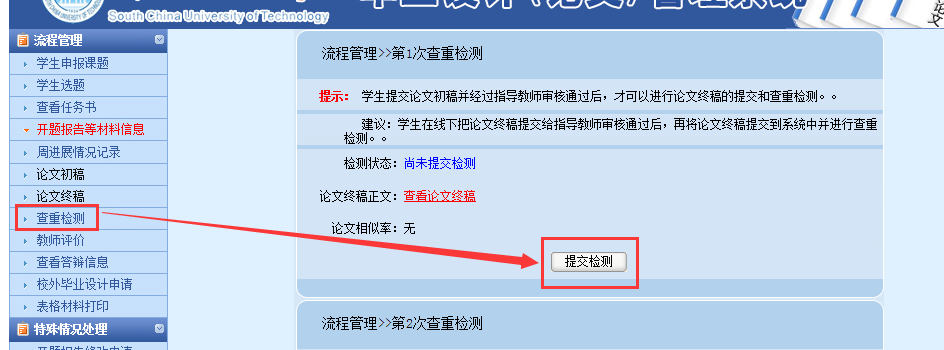 South China University of Technology
流程管理
学生申报课题
学生选题
查看任务书
开题报告等材料信息
周进展情况记录
论文初稿
论文终稿
查重检测
教师评价
查看答辩信息
校外毕业设计申请
表格材料打印
特殊情况处理
流程管理>>第1次查重检测
提示： 学生提交论文初稿并经过指导教师审核通过后，才可以进行论文终稿的提交和查重检测。。
建议：学生在线下把论文终稿提交给指导教师审核通过后，再将论文终稿提交到系统中并进行查重
检测。。
检测状态：尚未提交检测
论文终稿正文：查看论文终稿
论文相似率：无
提交检测
流程管理>>第2次查重检测